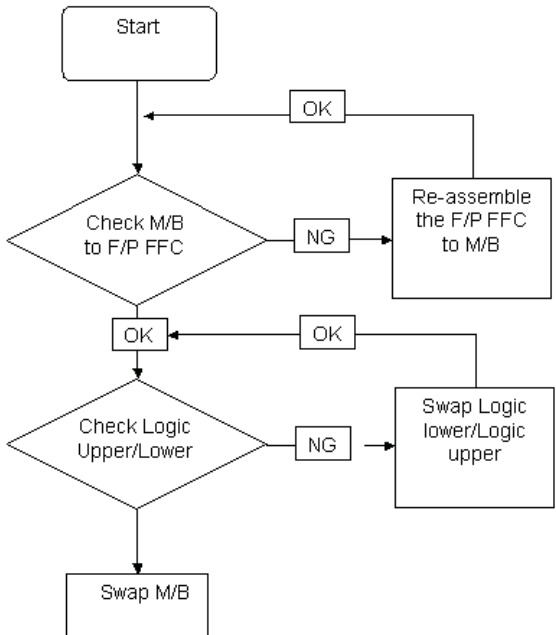 Start
OK
Check M/B
to F/P FFC
NG
Re-assemble
the F/P FFC
to M/B
OK
OK
Check Logic
Upper/Lower
NG
Swap Logic
lower/Logic
upper
Swap M/B